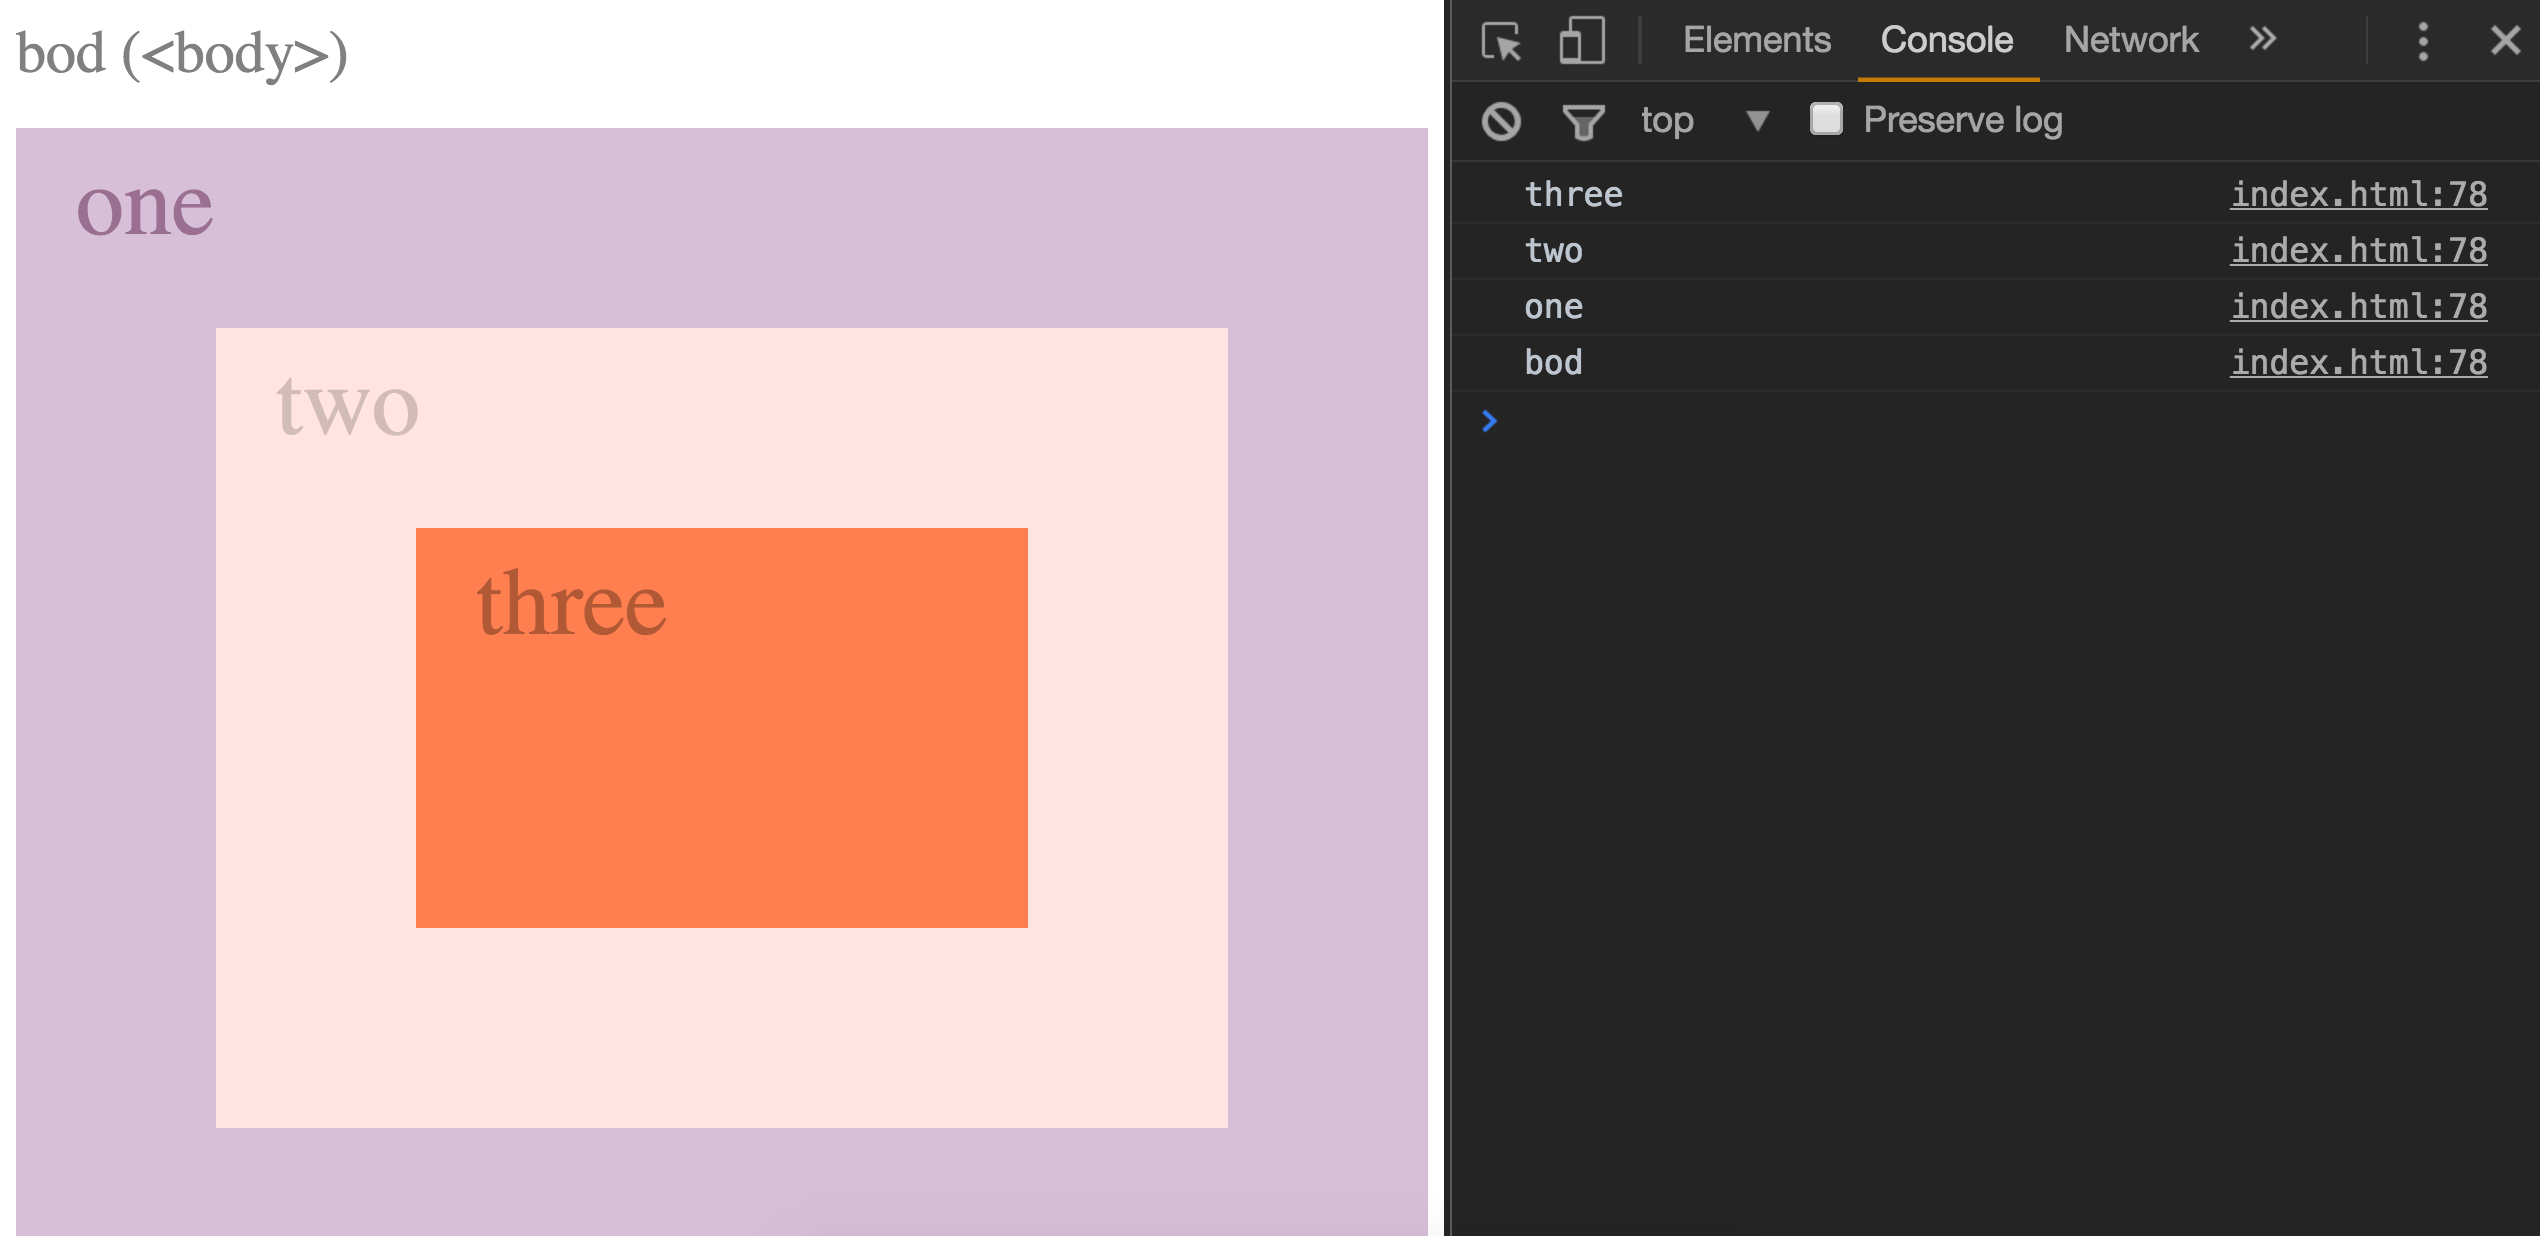 bod (<body>)
one
two
three
Elements Console Network
top Preserve log
three index.html:78
two index.html:78
one index.html:78
bod index.html:78